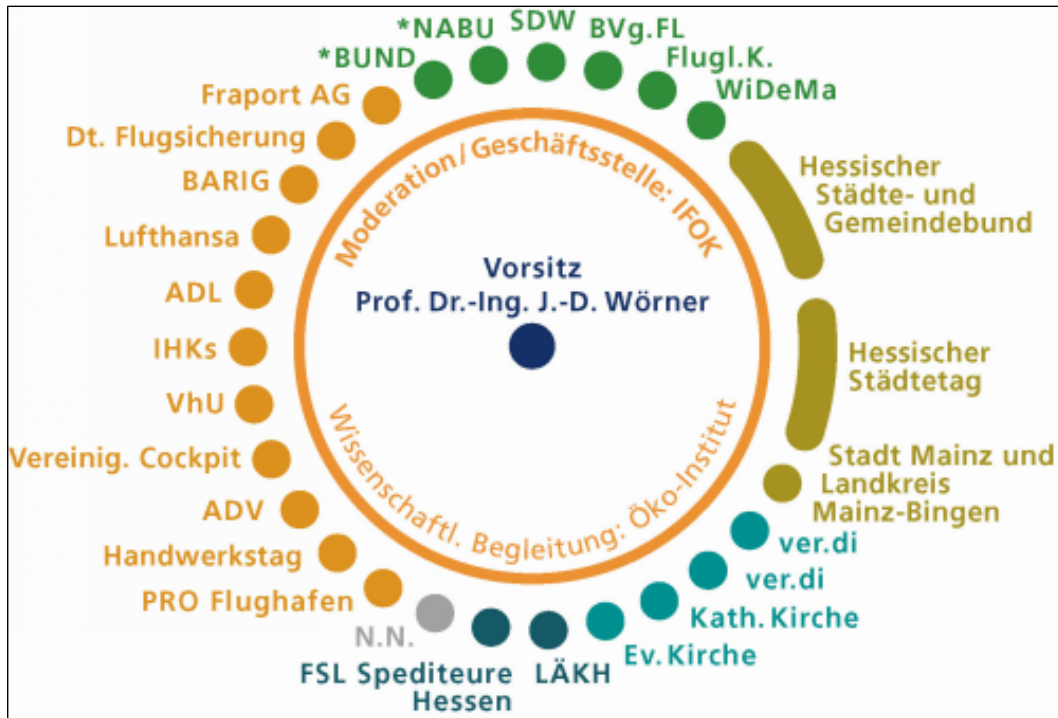 *NABU
SDW
BVg.FL
*BUND
Flugl.K.
WiDeMa
Fraport AG
Dt. Flugsicherung
BARIG
Lufthansa
ADL
IHKs
VhU
Vereinig. Cockpit
ADV
Handwerkstag
PRO Flughafen
N.N.
FSL Spediteure
Hessen
LÄKH
Ev. Kirche
Kath. Kirche
ver.di
ver.di
Stadt Mainz und
Landkreis
Mainz-Bingen
Hessischer
Städtetag
Hessischer
Städte- und
Gemeindebund
Moderation/Geschäftsstelle: IFOK
Vorsitz
Prof. Dr.-Ing. J.-D. Wörner
Wissenschaftl. Begleitung: Öko-Institut